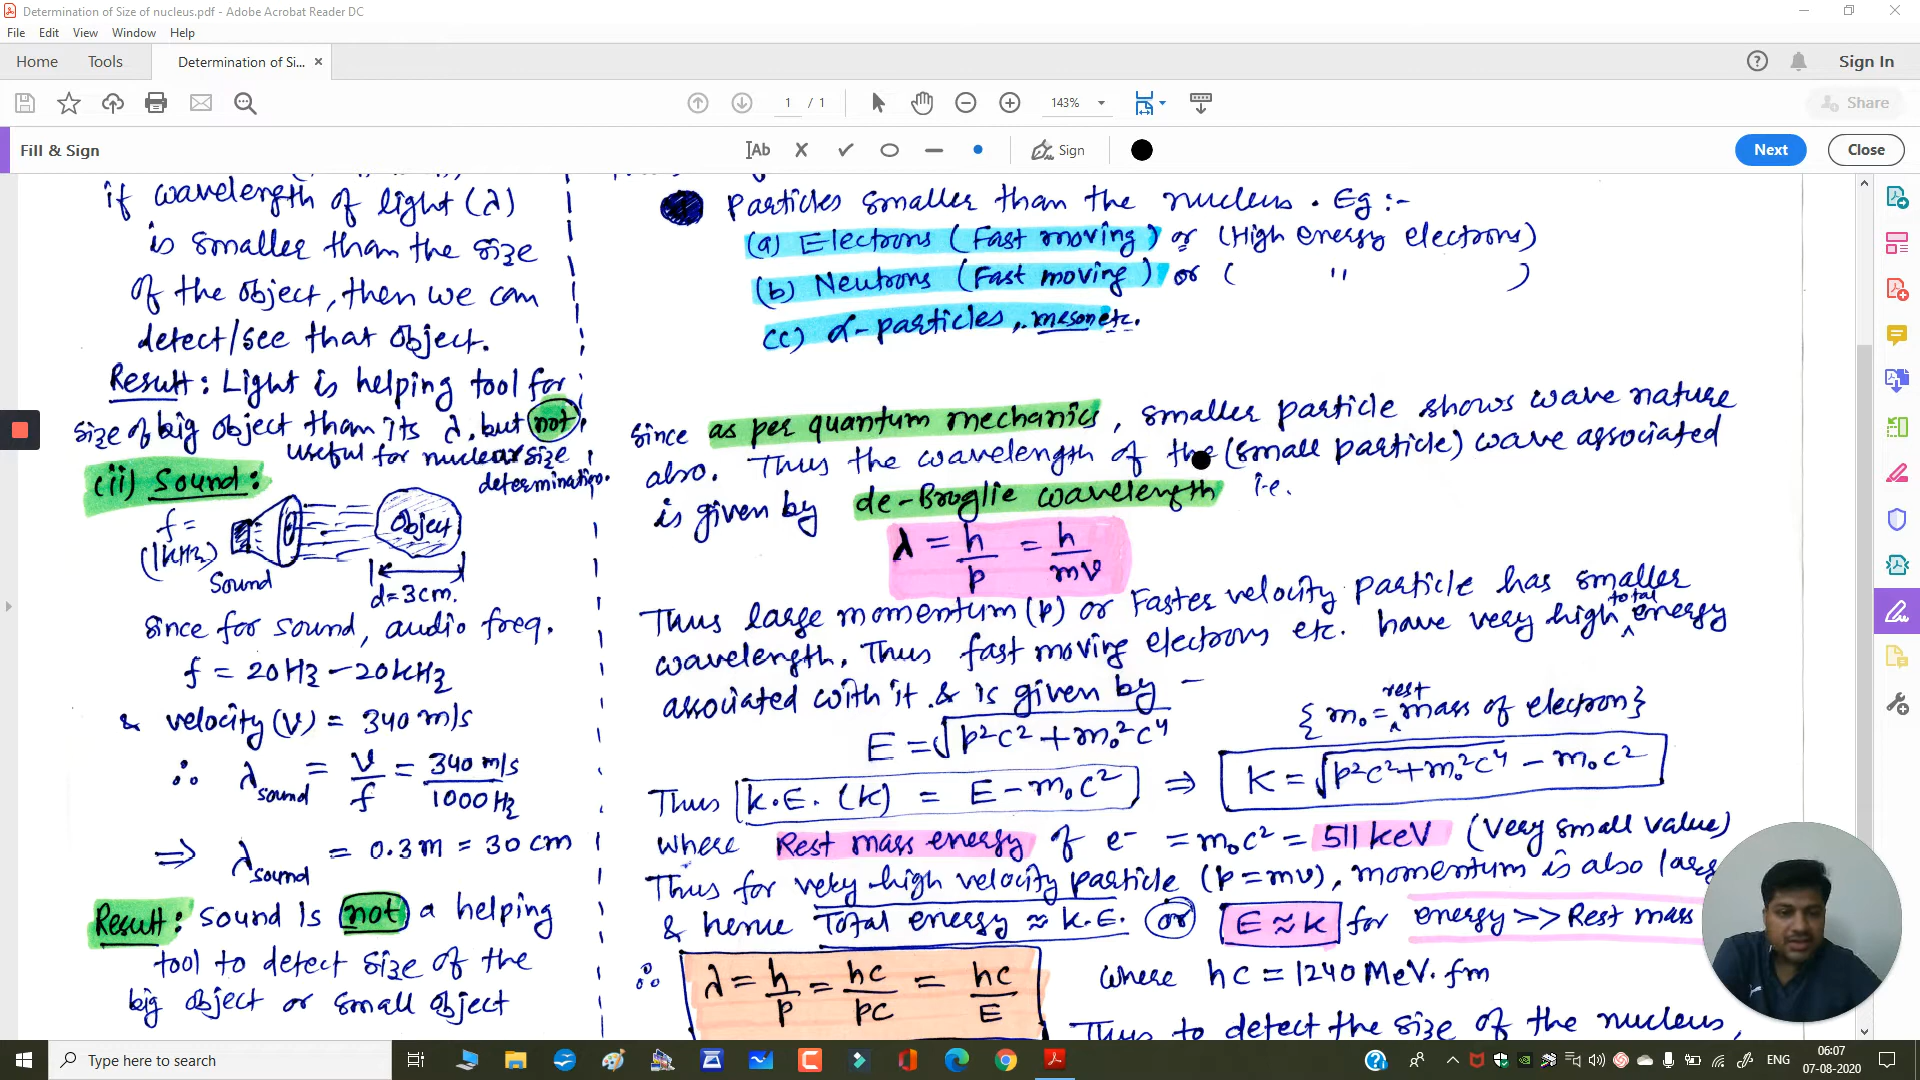 Determination of Size of nucleus.pdf - Adobe Acrobat Reader DC
File Edit View Window Help
Home Tools Determination of Si... × Sign In
1 / 1 143% Share
Fill & Sign IAb Sign Next Close
if wavelength of light (λ)
is smaller than the size
of the object, then we can
detect/see that object.
Result: Light is helping tool for
size of big object than its λ, but not
useful for nuclear size
determination.
(ii) Sound:
f =
(1kHz)
Sound
Object
d=3cm.
since for sound, audio freq.
f = 20Hz – 20kHz
& velocity (V) = 340 m/s
∴ λsound = V/f = 340 m/s / 1000Hz
⇒ λsound = 0.3m = 30 cm
Result: Sound is not a helping
tool to detect size of the
big object or small object
Particles smaller than the nucleus. Eg :-
(a) Electrons (Fast moving) or (High energy electrons)
(b) Neutrons (Fast moving) or ( " )
(c) α-particles, meson etc.
since as per quantum mechanics, smaller particle shows wave nature
also. Thus the wavelength of the (small particle) wave associated
is given by de-Broglie wavelength i.e.
λ = h/p = h/mv
Thus large momentum (p) or Faster velocity particle has smaller
wavelength. Thus fast moving electrons etc. have very high total energy
associated with it. & is given by –
E = √p²c² + m₀²c⁴
{m₀ = rest mass of electron}
Thus K.E. (K) = E – m₀c² ⇒ K = √p²c² + m₀²c⁴ – m₀c²
where Rest mass energy of e⁻ = m₀c² = 511 keV (Very small value)
Thus for very high velocity particle (p = mv), momentum is also larg
& hence Total energy ≈ K.E. or E ≈ K for energy >> Rest mass
∴ λ = h/p = hc/pc = hc/E where hc = 1240 MeV. fm
Thus to detect the size of the nucleus,
Type here to search ENG 06:07
07-08-2020